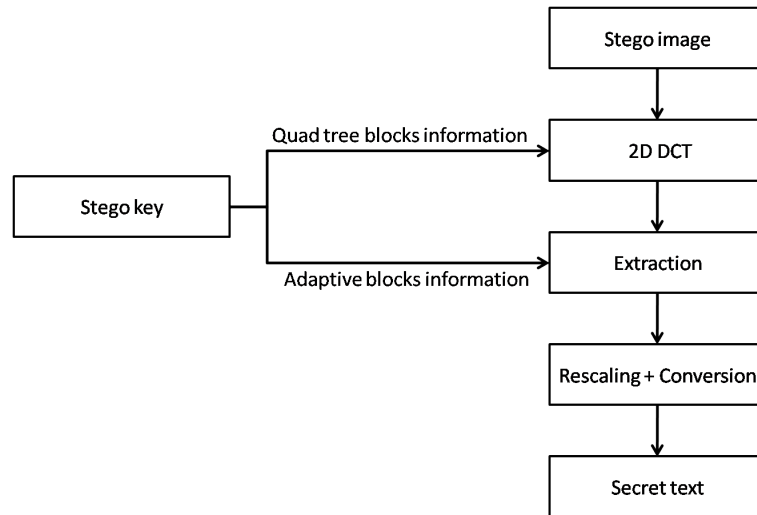 Stego image
Quad tree blocks information
2D DCT
Stego key
Extraction
Adaptive blocks information
Rescaling + Conversion
Secret text